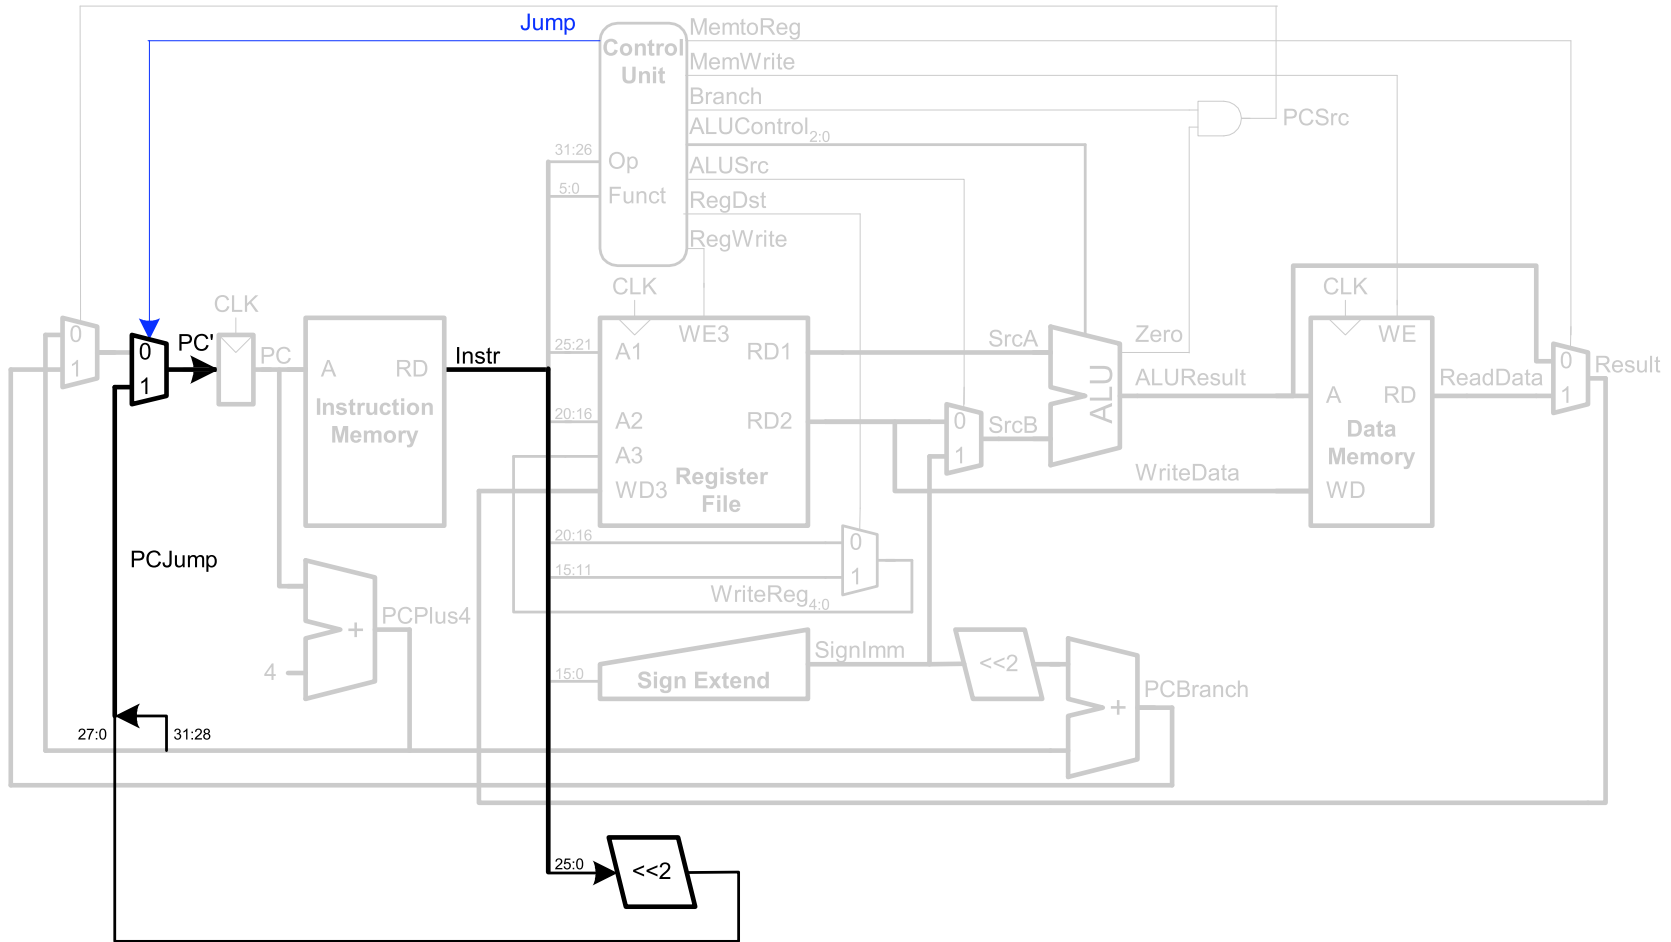 Jump
Control
Unit
MemtoReg
MemWrite
Branch
ALUControl2:0
PCSrc
31:26
Op
ALUSrc
5:0
Funct
RegDst
RegWrite
CLK
CLK
CLK
0
1
0
1
PC'
PC
A
RD
Instruction
Memory
Instr
25:21
A1
WE3
RD1
SrcA
Zero
WE
0
1
Result
20:16
A2
RD2
0
1
SrcB
ALU
ALUResult
A
RD
ReadData
Data
Memory
A3
WD3
Register
File
WriteData
WD
20:16
0
15:11
1
WriteReg4:0
PCJump
PCPlus4
+
4
SignImm
<<2
15:0
Sign Extend
PCBranch
+
27:0
31:28
25:0
<<2